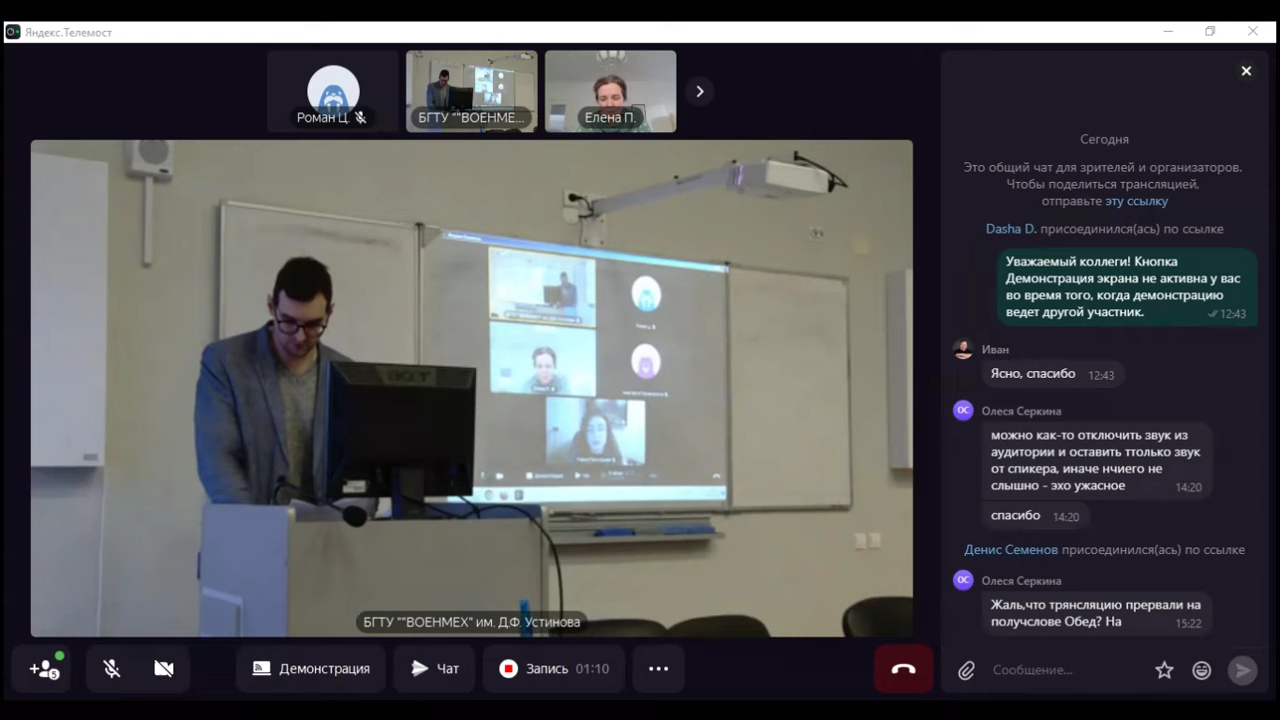 Яндекс.Телемост
Роман Ц.
БГТУ ""ВОЕНМЕ...
Елена П.
acer
БГТУ ""ВОЕНМЕХ" им. Д.Ф. Устинова
5
Демонстрация
Чат
Запись 01:10
Сегодня
Это общий чат для зрителей и организаторов.
Чтобы поделиться трансляцией,
отправьте эту ссылку
Dasha D. присоединился(ась) по ссылке
Уважаемый коллеги! Кнопка
Демонстрация экрана не активна у вас
во время того, когда демонстрацию
ведет другой участник.
12:43
Иван
Ясно, спасибо 12:43
ОС Олеся Серкина
можно как-то отключить звук из
аудитории и оставить ттолько звук
от спикера, иначе нчиего не
слышно - эхо ужасное 14:20
спасибо 14:20
Денис Семенов присоединился(ась) по ссылке
ОС Олеся Серкина
Жаль,что трянсляцию прервали на
получслове Обед? На 15:22
Сообщение...